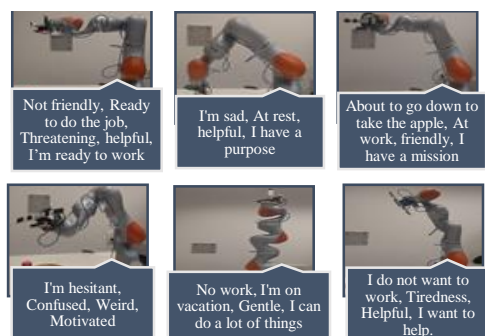 Not friendly, Ready
to do the job,
Threatening, helpful,
I'm ready to work
I'm sad, At rest,
helpful, I have a
purpose
About to go down to
take the apple, At
work, friendly, I
have a mission
I'm hesitant,
Confused, Weird,
Motivated
No work, I'm on
vacation, Gentle, I can
do a lot of things
I do not want to
work, Tiredness,
Helpful, I want to
help.